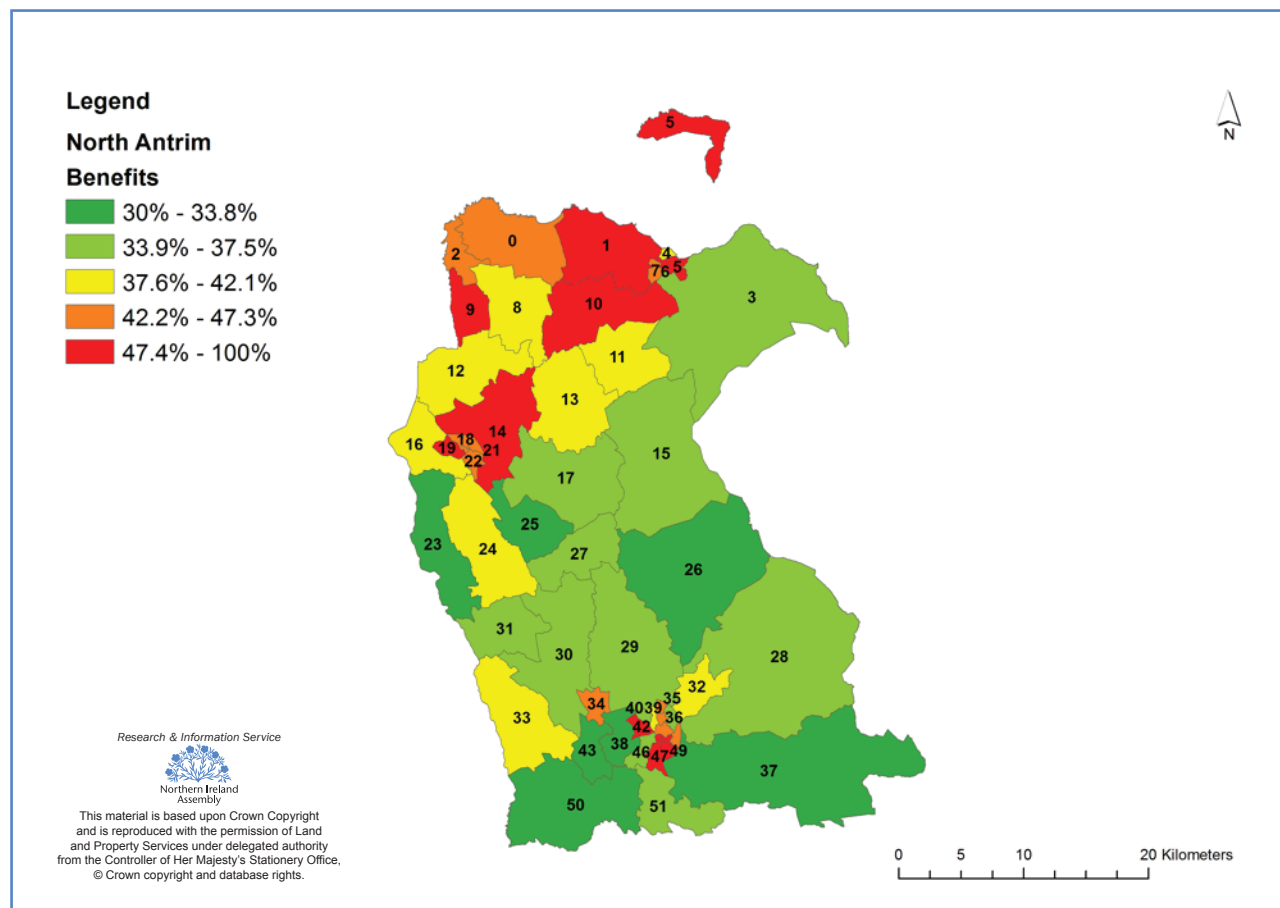 Legend
North Antrim
Benefits
30% - 33.8%
33.9% - 37.5%
37.6% - 42.1%
42.2% - 47.3%
47.4% - 100%
N
5
0
1
2
4
7
6
5
3
9
8
10
11
12
13
14
16
18
19
21
22
15
17
25
23
24
27
26
31
30
29
28
32
33
34
35
40
39
36
42
38
43
46
47
49
37
50
51
Research & Information Service
Northern Ireland
Assembly
This material is based upon Crown Copyright
and is reproduced with the permission of Land
and Property Services under delegated authority
from the Controller of Her Majesty's Stationery Office,
© Crown copyright and database rights.
0 5 10 20 Kilometers